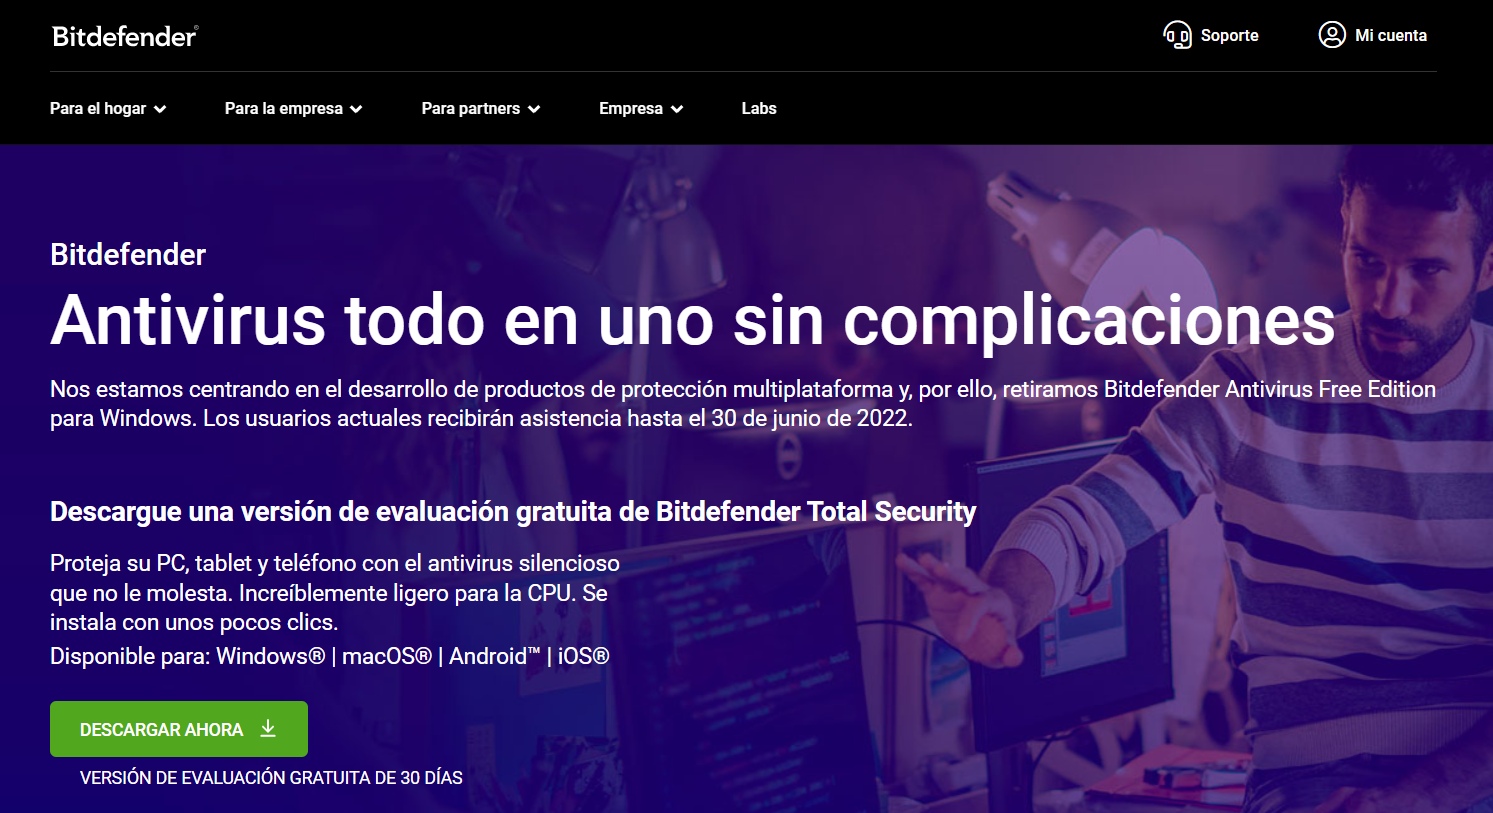 Bitdefender®
Soporte
Mi cuenta
Para el hogar
Para la empresa
Para partners
Empresa
Labs
Bitdefender
Antivirus todo en uno sin complicaciones
Nos estamos centrando en el desarrollo de productos de protección multiplataforma y, por ello, retiramos Bitdefender Antivirus Free Edition
para Windows. Los usuarios actuales recibirán asistencia hasta el 30 de junio de 2022.
Descargue una versión de evaluación gratuita de Bitdefender Total Security
Proteja su PC, tablet y teléfono con el antivirus silencioso
que no le molesta. Increíblemente ligero para la CPU. Se
instala con unos pocos clics.
Disponible para: Windows® | macOS® | Android™ | iOS®
DESCARGAR AHORA
VERSIÓN DE EVALUACIÓN GRATUITA DE 30 DÍAS